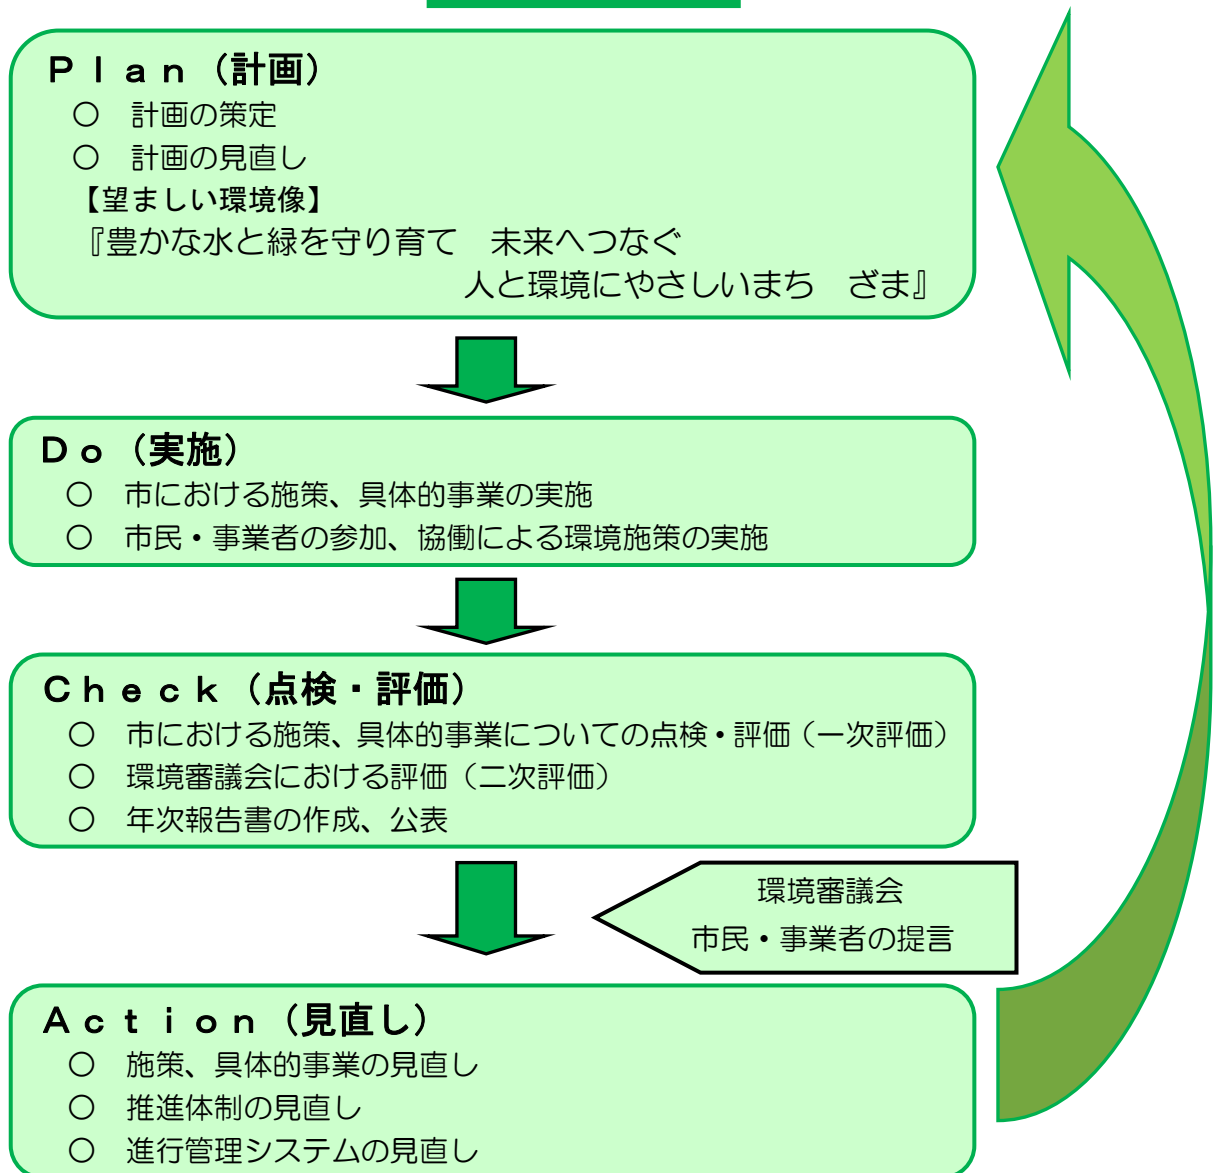 Plan（計画）
○　計画の策定
○　計画の見直し
【望ましい環境像】
『豊かな水と緑を守り育て　未来へつなぐ
人と環境にやさしいまち　ざま』
Do（実施）
○　市における施策、具体的事業の実施
○　市民・事業者の参加、協働による環境施策の実施
Check（点検・評価）
○　市における施策、具体的事業についての点検・評価（一次評価）
○　環境審議会における評価（二次評価）
○　年次報告書の作成、公表
環境審議会
市民・事業者の提言
Action（見直し）
○　施策、具体的事業の見直し
○　推進体制の見直し
○　進行管理システムの見直し